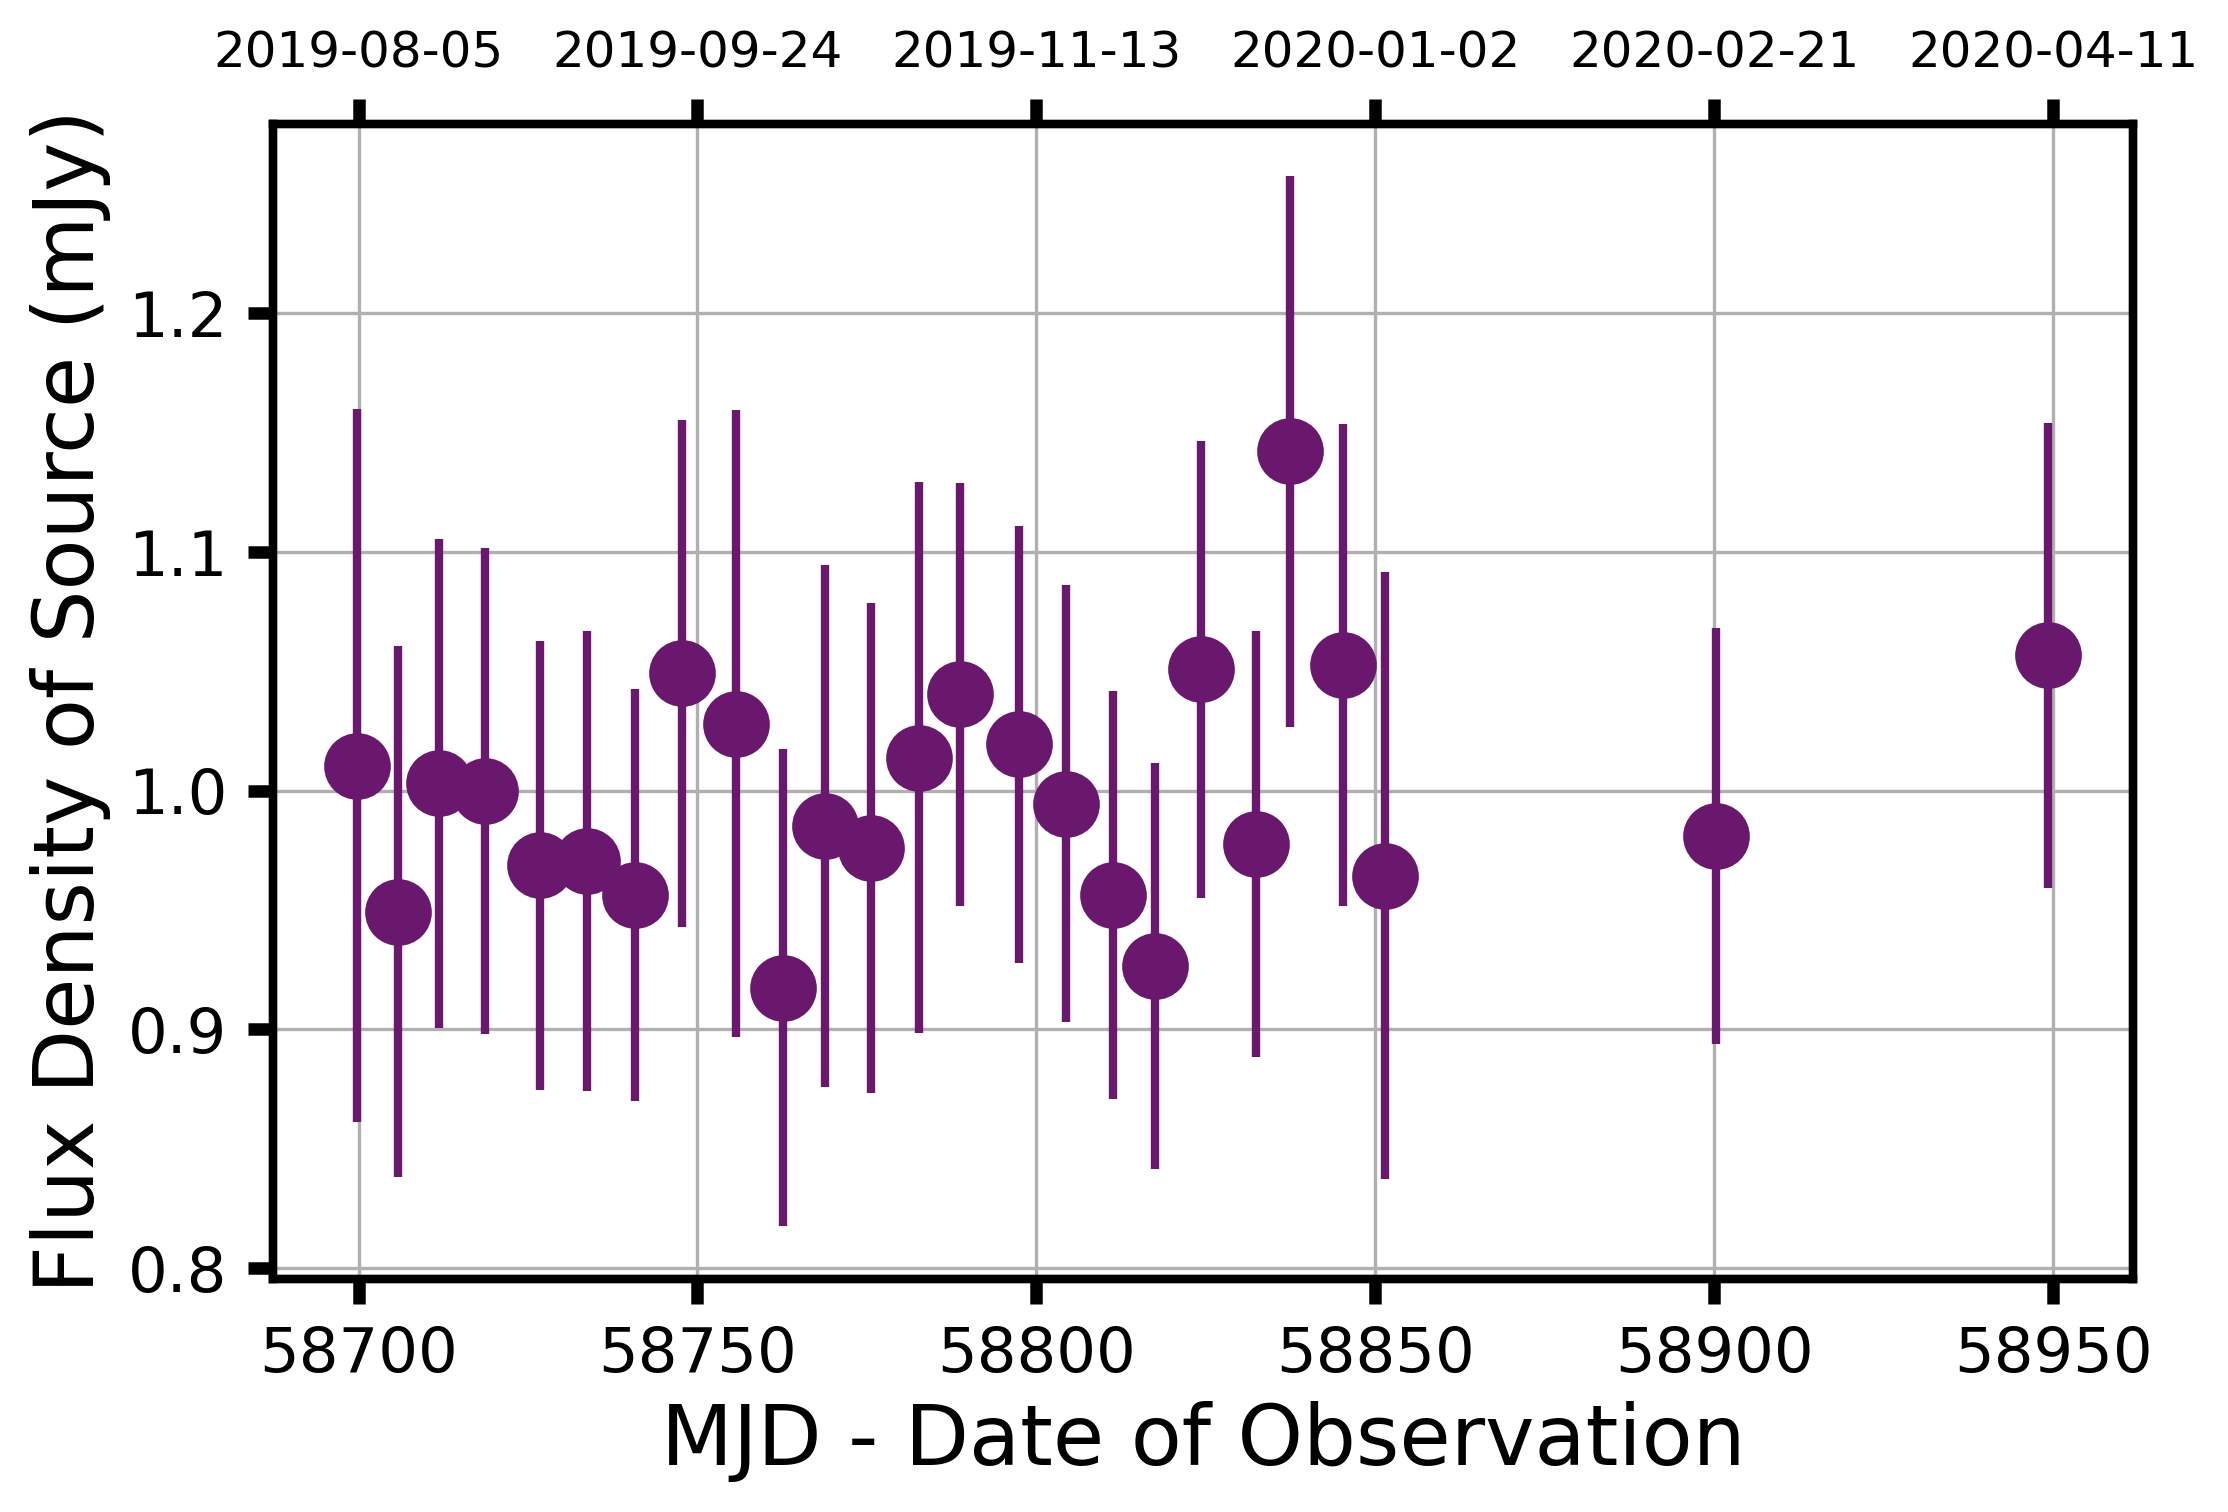 2019-08-05 2019-09-24 2019-11-13 2020-01-02 2020-02-21 2020-04-11
Flux Density of Source (mJy)
1.2
1.1
1.0
0.9
0.8
58700 58750 58800 58850 58900 58950
MJD - Date of Observation